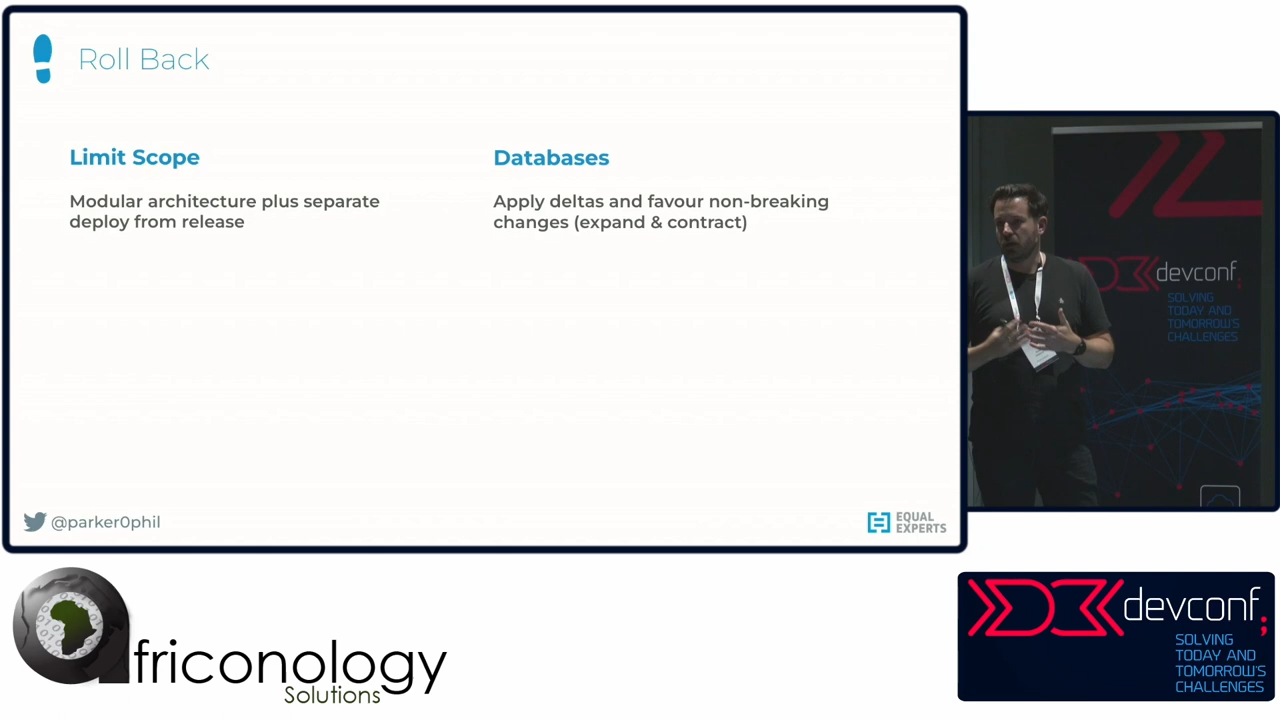 Roll Back
Limit Scope
Modular architecture plus separate
deploy from release
Databases
Apply deltas and favour non-breaking
changes (expand & contract)
@parker0phil
EQUAL
EXPERTS
devconf;
SOLVING
TODAY AND
TOMORROW'S
CHALLENGES
africonology
Solutions
devconf;
SOLVING
TODAY AND
TOMORROW'S
CHALLENGES